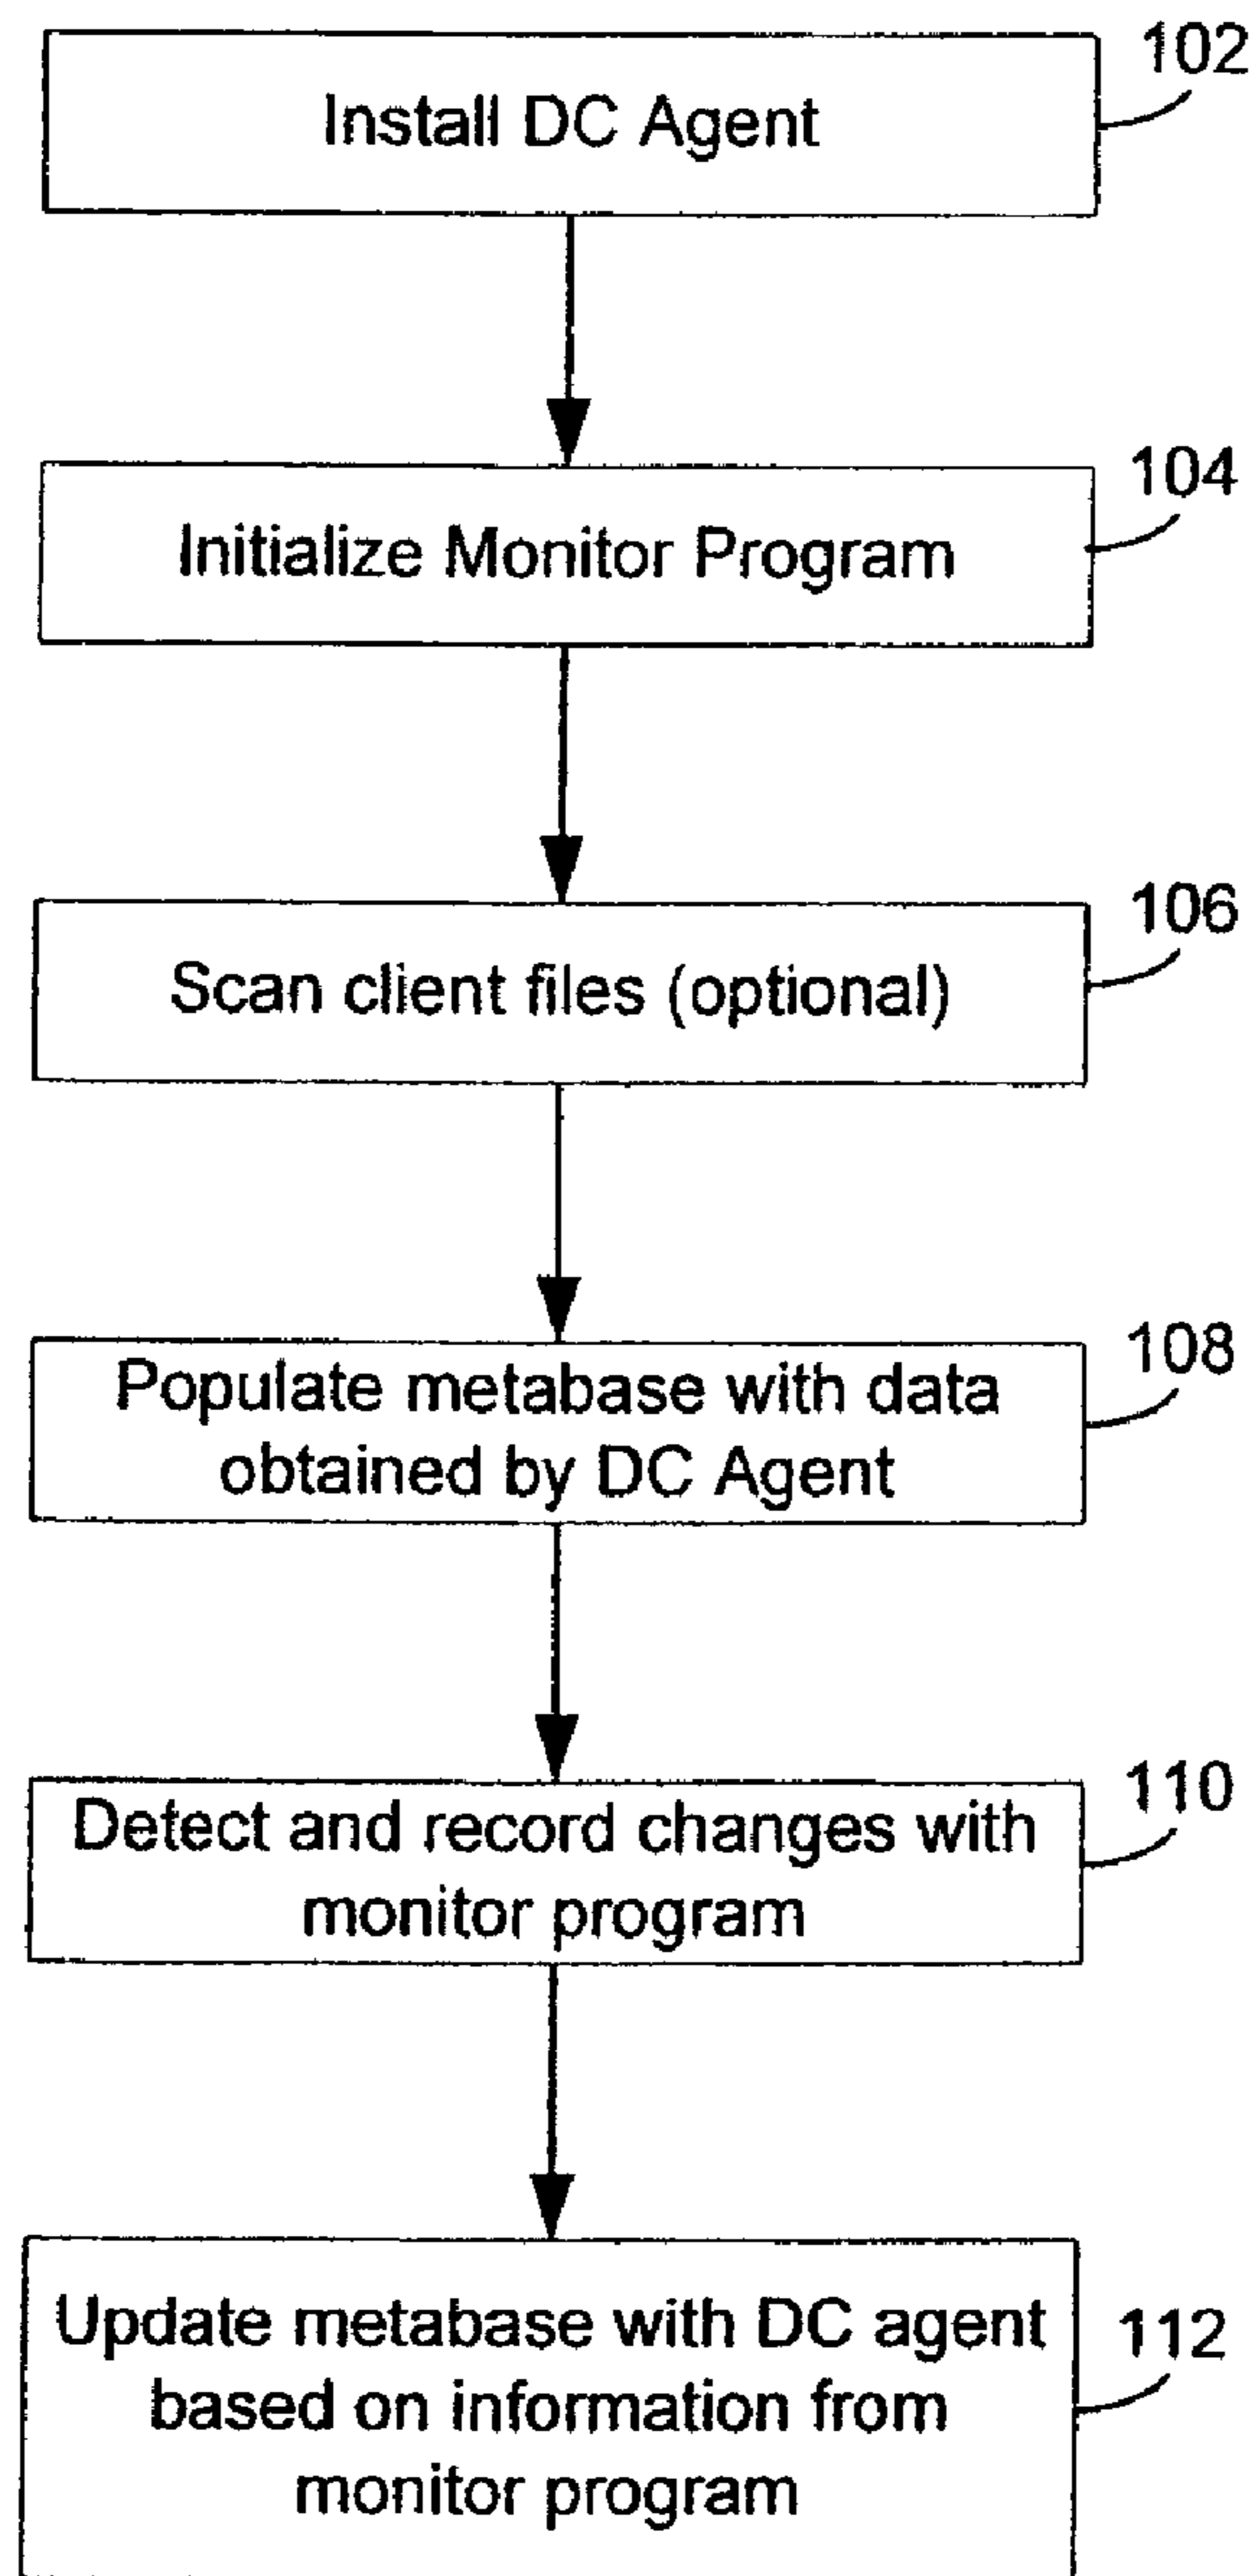 102
Install DC Agent
104
Initialize Monitor Program
106
Scan client files (optional)
108
Populate metabase with data
obtained by DC Agent
110
Detect and record changes with
monitor program
112
Update metabase with DC agent
based on information from
monitor program